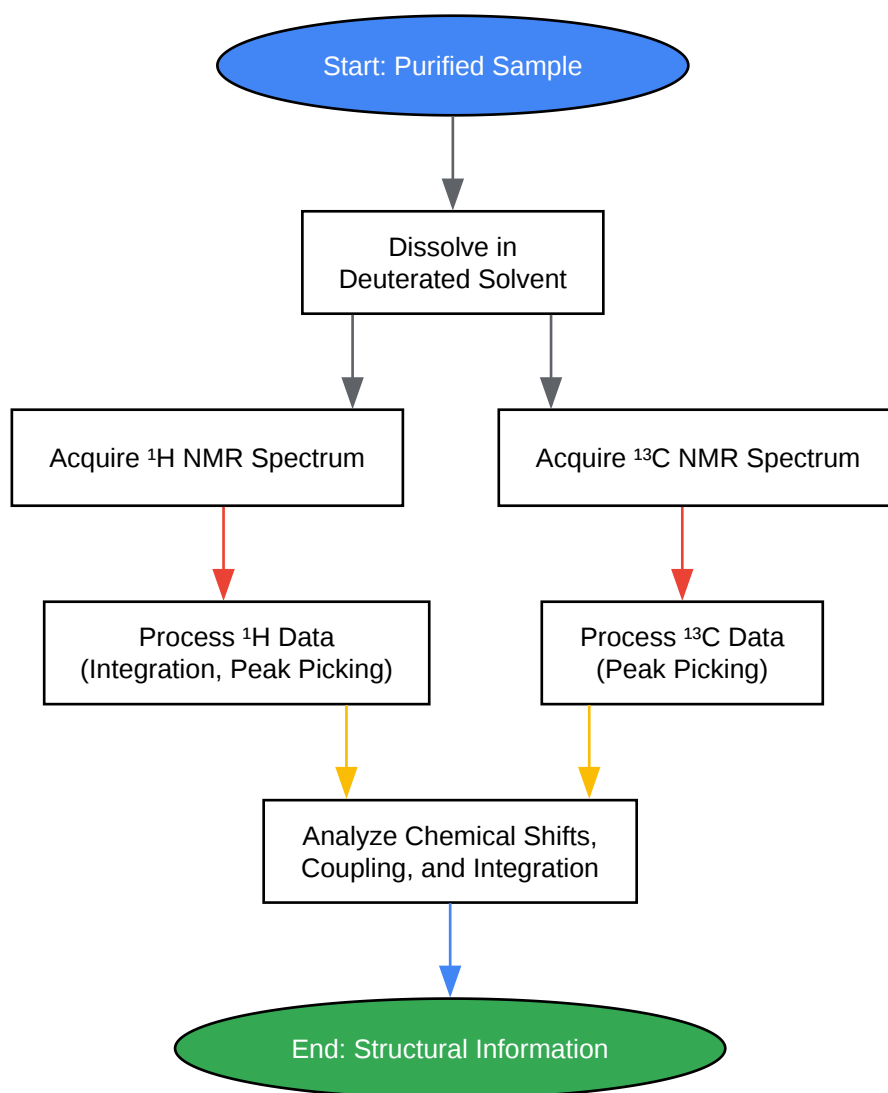 Start: Purified Sample
Dissolve in
Deuterated Solvent
Acquire ¹H NMR Spectrum
Acquire ¹³C NMR Spectrum
Process ¹H Data
(Integration, Peak Picking)
Process ¹³C Data
(Peak Picking)
Analyze Chemical Shifts,
Coupling, and Integration
End: Structural Information